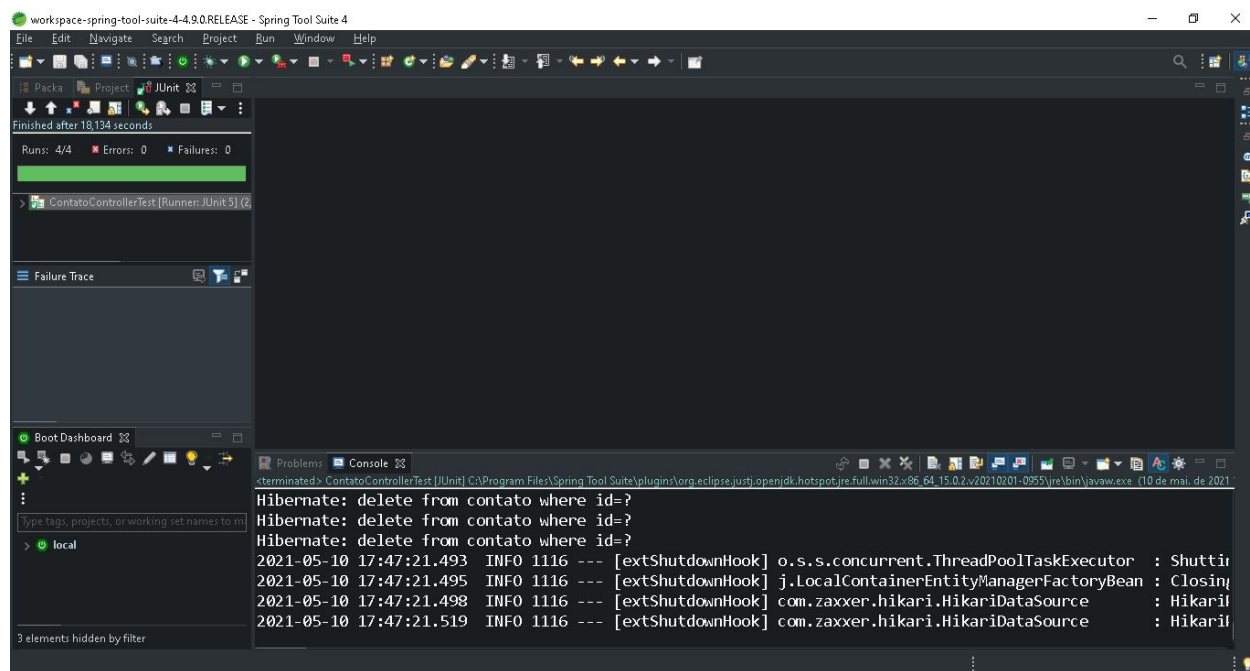 workspace-spring-tool-suite-4-4.9.0.RELEASE - Spring Tool Suite 4
File Edit Navigate Search Project Run Window Help
Packa Project JUnit
Finished after 18,134 seconds
Runs: 4/4 Errors: 0 Failures: 0
ContatoControllerTest [Runner: JUnit 5] (2,
Failure Trace
Boot Dashboard
Type tags, projects, or working set names to m
local
3 elements hidden by filter
Problems Console
<terminated> ContatoControllerTest [JUnit] C:\Program Files\Spring Tool Suite\plugins\org.eclipse.justj.openjdk.hotspot.jre.full.win32.x86_64_15.0.2.v20210201-0955\jre\bin\javaw.exe (10 de mai. de 2021
Hibernate: delete from contato where id=?
Hibernate: delete from contato where id=?
Hibernate: delete from contato where id=?
2021-05-10 17:47:21.493 INFO 1116 --- [extShutdownHook] o.s.s.concurrent.ThreadPoolTaskExecutor : Shuttin
2021-05-10 17:47:21.495 INFO 1116 --- [extShutdownHook] j.LocalContainerEntityManagerFactoryBean : Closing
2021-05-10 17:47:21.498 INFO 1116 --- [extShutdownHook] com.zaxxer.hikari.HikariDataSource : HikariP
2021-05-10 17:47:21.519 INFO 1116 --- [extShutdownHook] com.zaxxer.hikari.HikariDataSource : HikariP